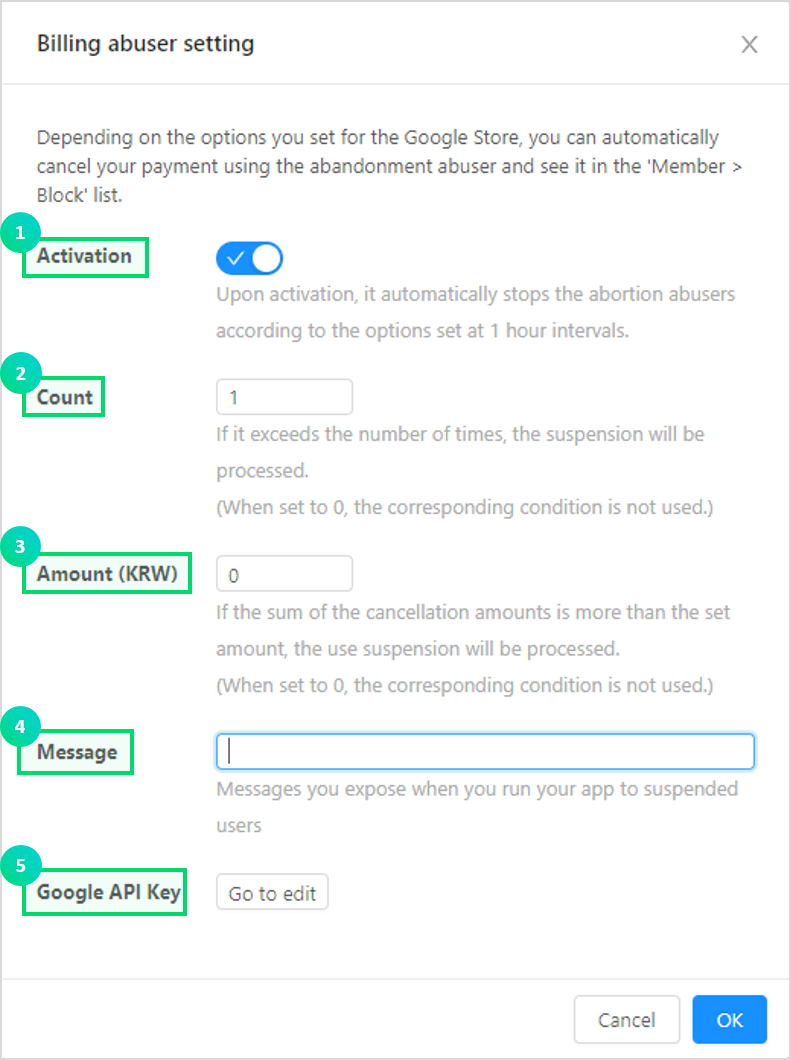 Billing abuser setting
Depending on the options you set for the Google Store, you can automatically
cancel your payment using the abandonment abuser and see it in the 'Member >
Block' list.
1
Activation
Upon activation, it automatically stops the abortion abusers
according to the options set at 1 hour intervals.
2
Count
1
If it exceeds the number of times, the suspension will be
processed.
(When set to 0, the corresponding condition is not used.)
3
Amount (KRW)
0
If the sum of the cancellation amounts is more than the set
amount, the use suspension will be processed.
(When set to 0, the corresponding condition is not used.)
4
Message
Messages you expose when you run your app to suspended
users
5
Google API Key
Go to edit
Cancel
OK